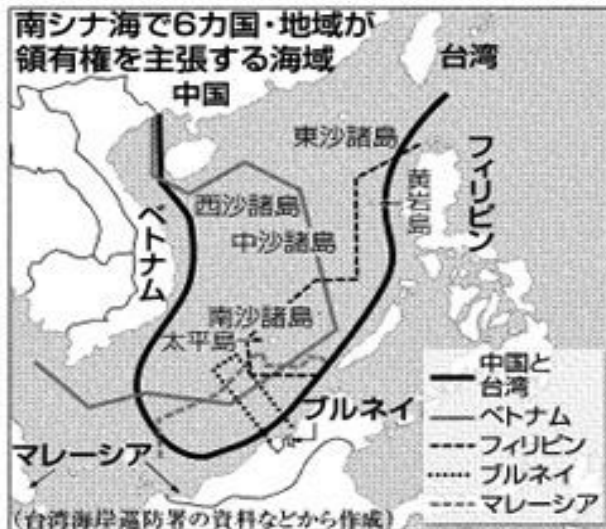 南シナ海で6カ国・地域が
領有権を主張する海域
中国
台湾
東沙諸島
フィリピン
黄岩島
西沙諸島
中沙諸島
ベトナム
南沙諸島
太平島
ブルネイ
マレーシア
中国と
台湾
ベトナム
フィリピン
ブルネイ
マレーシア
(台湾海岸巡防署の資料などから作成)